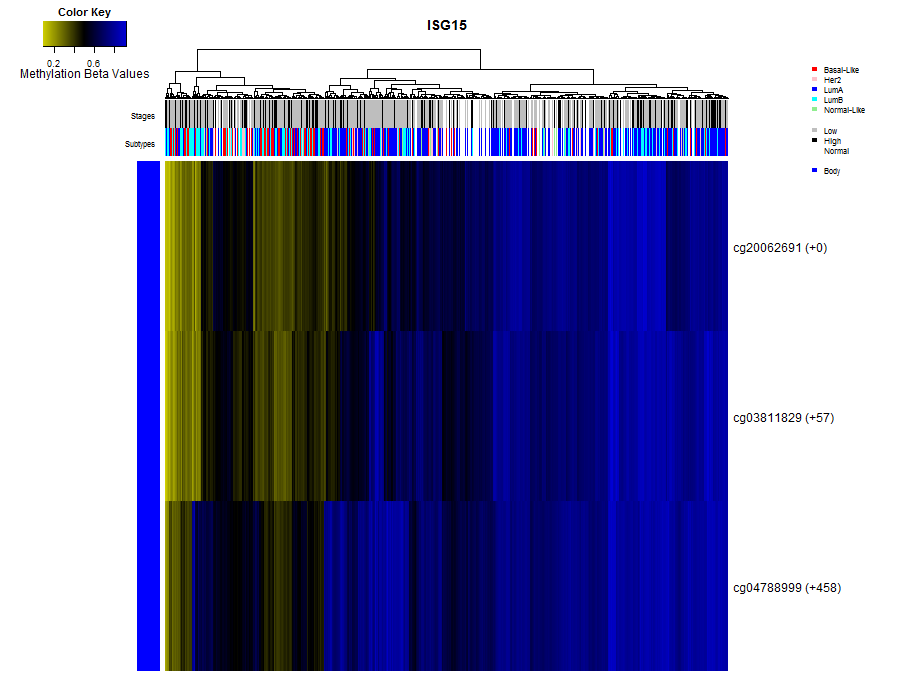 Color Key
0.2 0.6
Methylation Beta Values
ISG15
Stages
Subtypes
Basal-Like
Her2
LumA
LumB
Normal-Like
Low
High
Normal
Body
cg20062691 (+0)
cg03811829 (+57)
cg04788999 (+458)